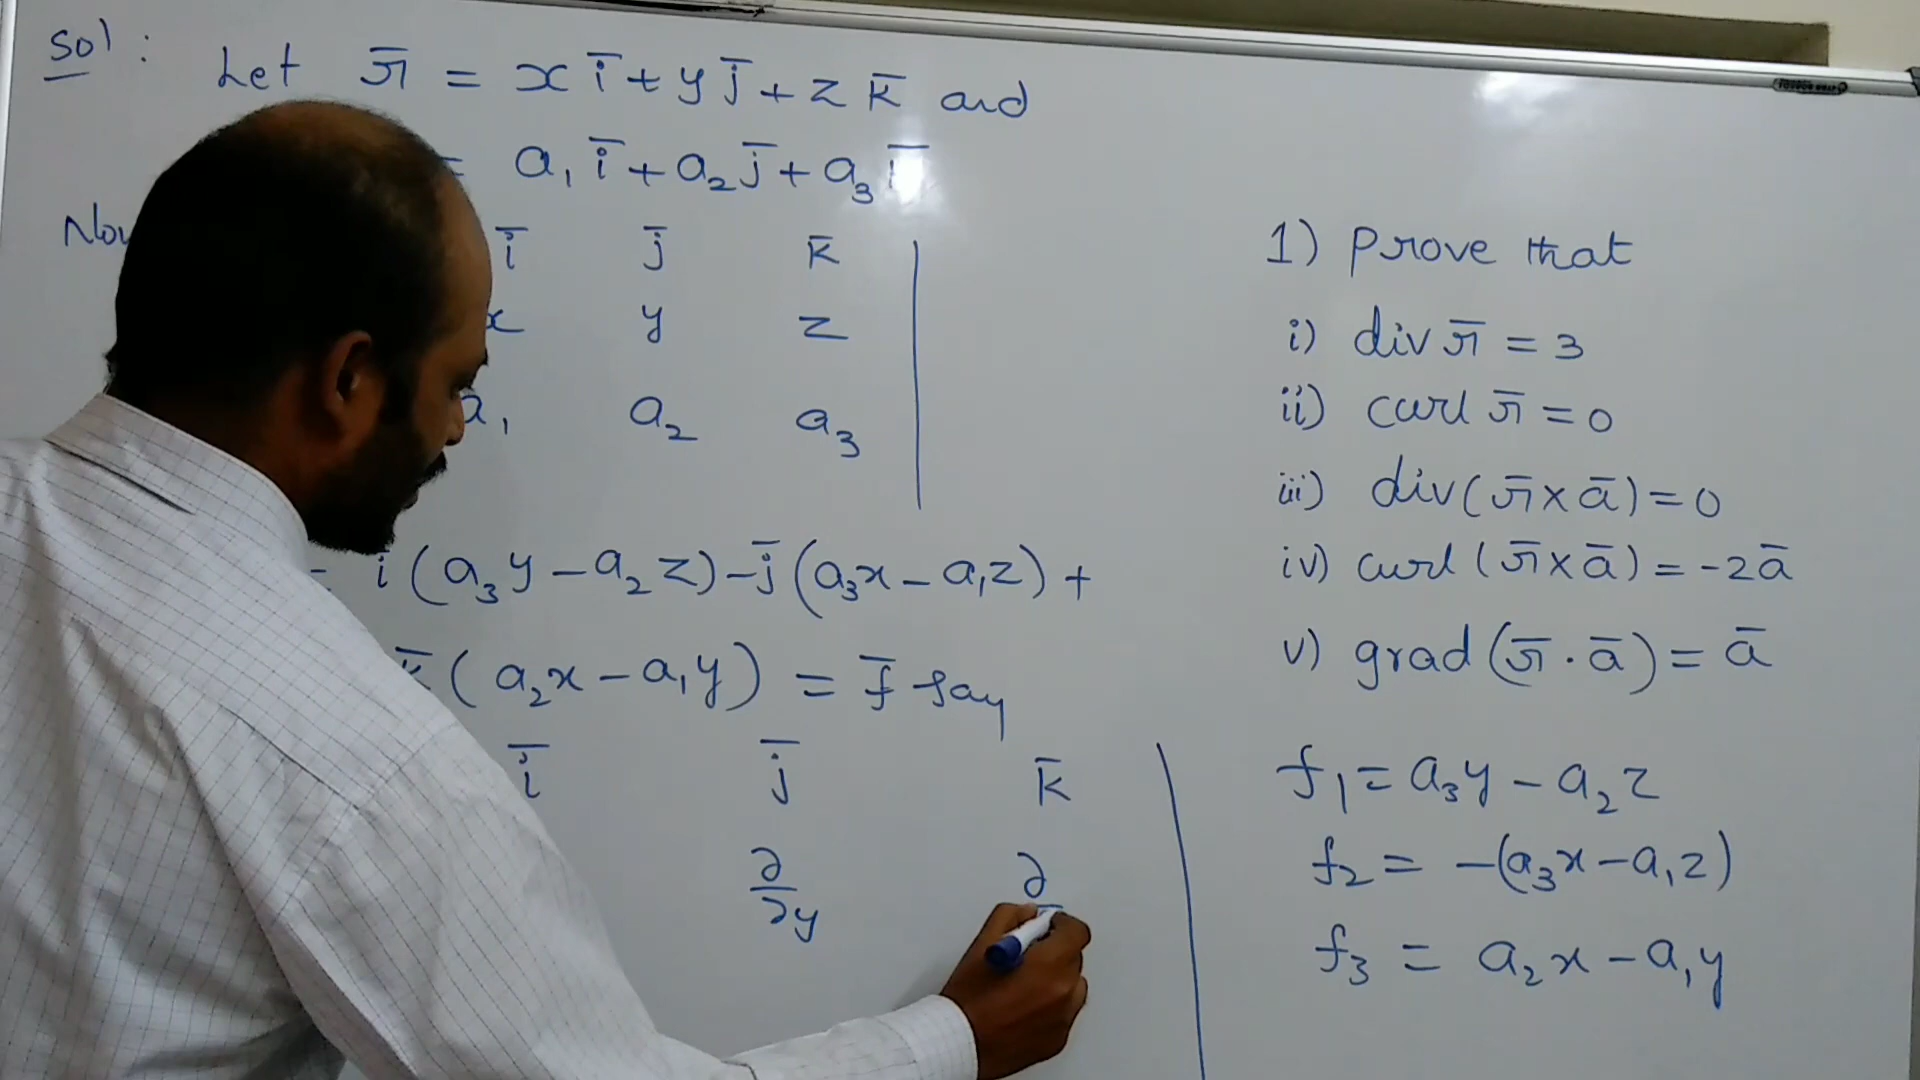 Sol :
Let r̄ = x ī + y j̄ + z k̄ and
= a₁ ī + a₂ j̄ + a₃
ī j̄ k̄
x y z
a₁ a₂ a₃
ī (a₃y - a₂z) - j̄ (a₃x - a₁z) +
k̄ (a₂x - a₁y) = f̄ say
ī j̄ k̄
∂/∂y ∂
1) Prove that
i) div r̄ = 3
ii) curl r̄ = 0
iii) div (r̄ × ā) = 0
iv) curl (r̄ × ā) = -2ā
v) grad (r̄ · ā) = ā
f₁ = a₃y - a₂z
f₂ = -(a₃x - a₁z)
f₃ = a₂x - a₁y